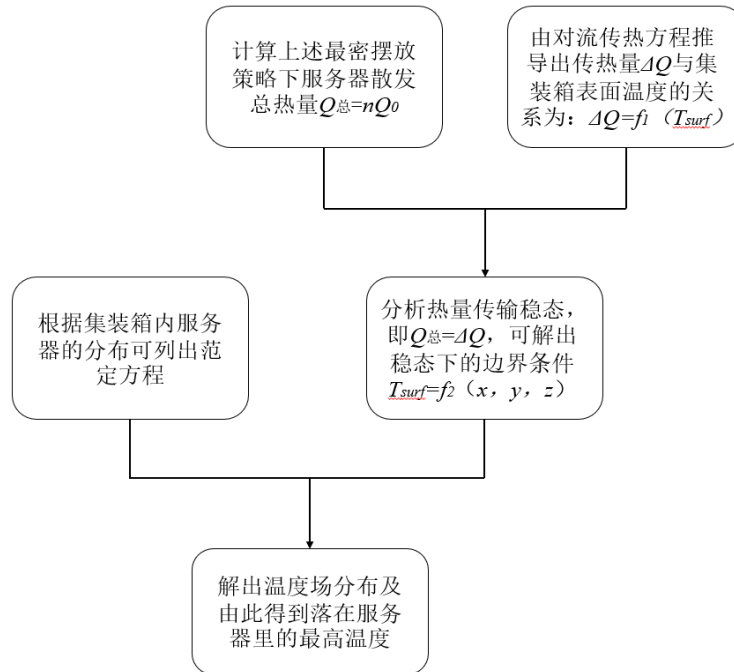 计算上述最密摆放
策略下服务器散发
总热量Q总=nQ0
由对流传热方程推
导出传热量ΔQ与集
装箱表面温度的关
系为：ΔQ=f1（Tsurf）
根据集装箱内服务
器的分布可列出范
定方程
分析热量传输稳态，
即Q总=ΔQ，可解出
稳态下的边界条件
Tsurf=f2（x，y，z）
解出温度场分布及
由此得到落在服务
器里的最高温度